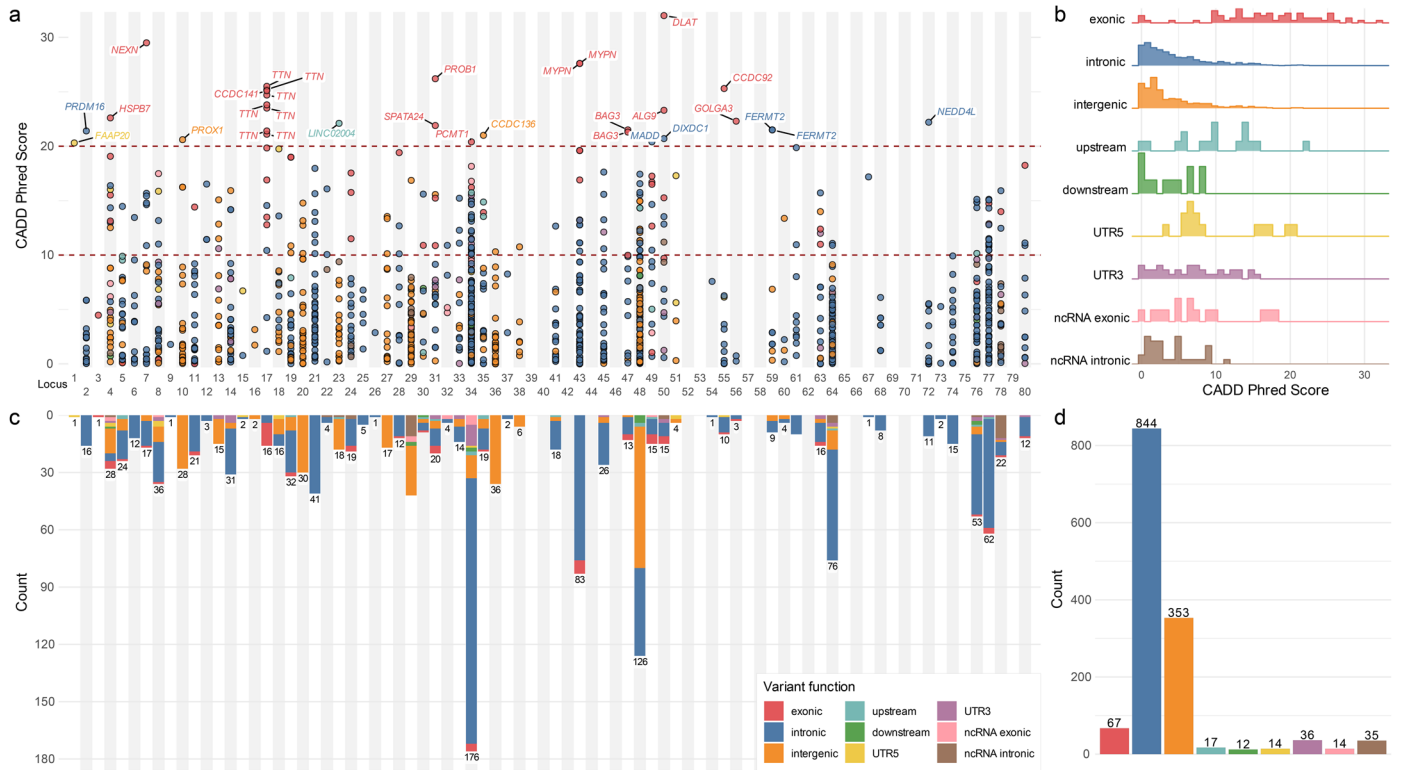 a
CADD Phred Score
30
20
10
0
DLAT
NEXN
MYPN
MYPN
PROB1
TTN
TTN
CCDC141
TTN
TTN
TTN
TTN
TTN
CCDC92
PRDM16
HSPB7
FAAP20
PROX1
LINC02004
SPATA24
PCMT1
CCDC136
BAG3
BAG3
ALG9
MADD
DIXDC1
GOLGA3
FERMT2
FERMT2
NEDD4L
Locus 1 3 5 7 9 11 13 15 17 19 21 23 25 27 29 31 33 35 37 39 41 43 45 47 49 51 53 55 57 59 61 63 65 67 69 71 73 75 77 79
2 4 6 8 10 12 14 16 18 20 22 24 26 28 30 32 34 36 38 40 42 44 46 48 50 52 54 56 58 60 62 64 66 68 70 72 74 76 78 80
b
exonic
intronic
intergenic
upstream
downstream
UTR5
UTR3
ncRNA exonic
ncRNA intronic
0 10 20 30
CADD Phred Score
c
Count
0
30
60
90
120
150
180
1 16 1 28 24 12 17 36 1 28 21 3 15 31 2 2 16 16 32 30 41 4 18 19 5 1 17 12 9 20 4 14 176 19 36 2 6 18 83 26 13 126 15 15 4 1 10 3 9 4 10 16 76 1 8 11 2 15 53 62 22 12
Variant function
exonic
upstream
UTR3
intronic
downstream
ncRNA exonic
intergenic
UTR5
ncRNA intronic
d
Count
800
600
400
200
0
67
844
353
17
12
14
36
14
35